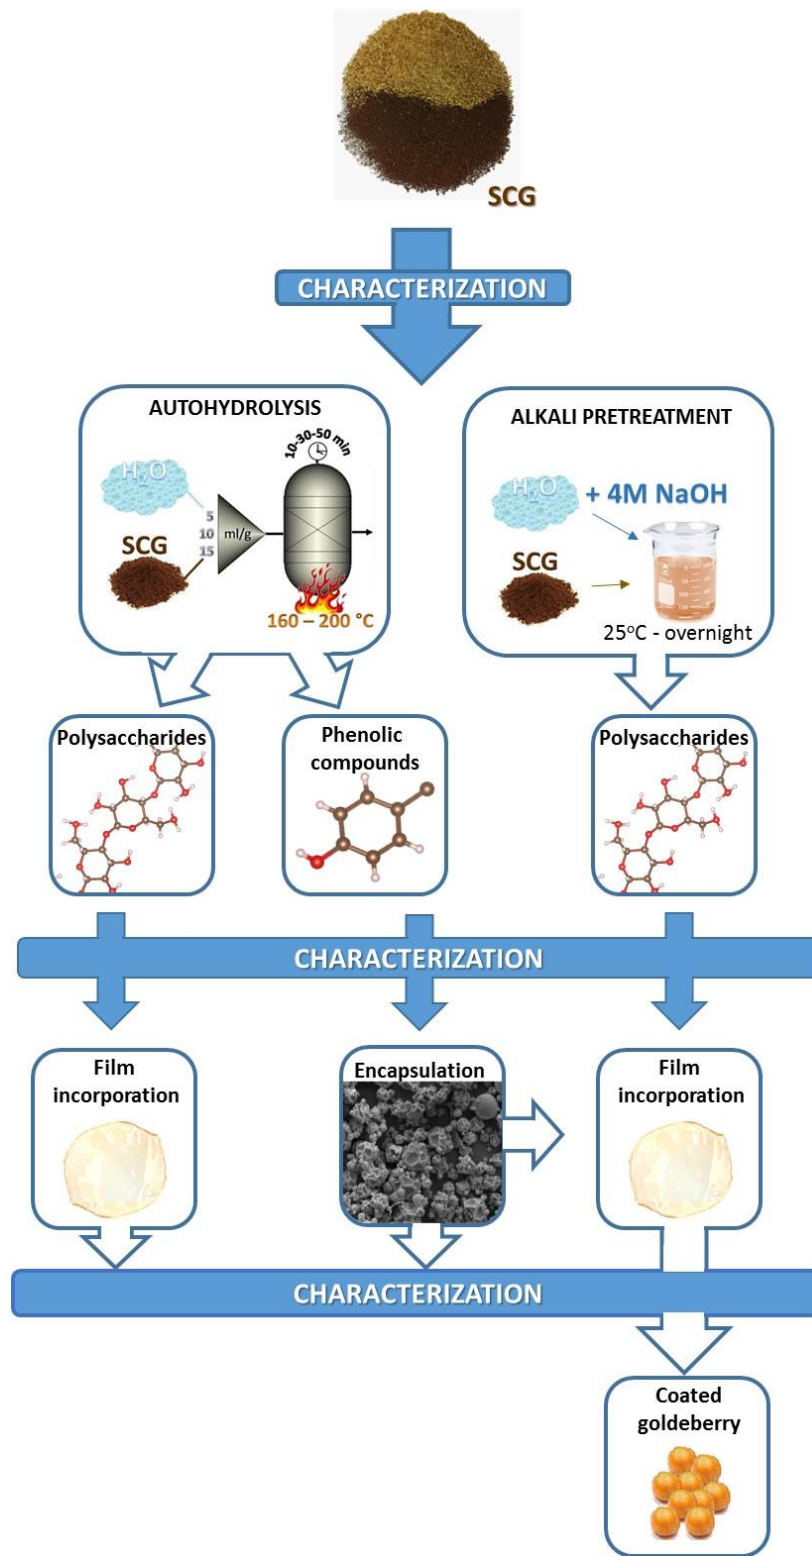 SCG
CHARACTERIZATION
AUTOHYDROLYSIS
10-30-50 min
H2O
5
10
15
ml/g
SCG
160 – 200 °C
ALKALI PRETREATMENT
H2O + 4M NaOH
SCG
25°C - overnight
Polysaccharides
Phenolic
compounds
Polysaccharides
CHARACTERIZATION
Film
incorporation
Encapsulation
Film
incorporation
CHARACTERIZATION
Coated
goldeberry